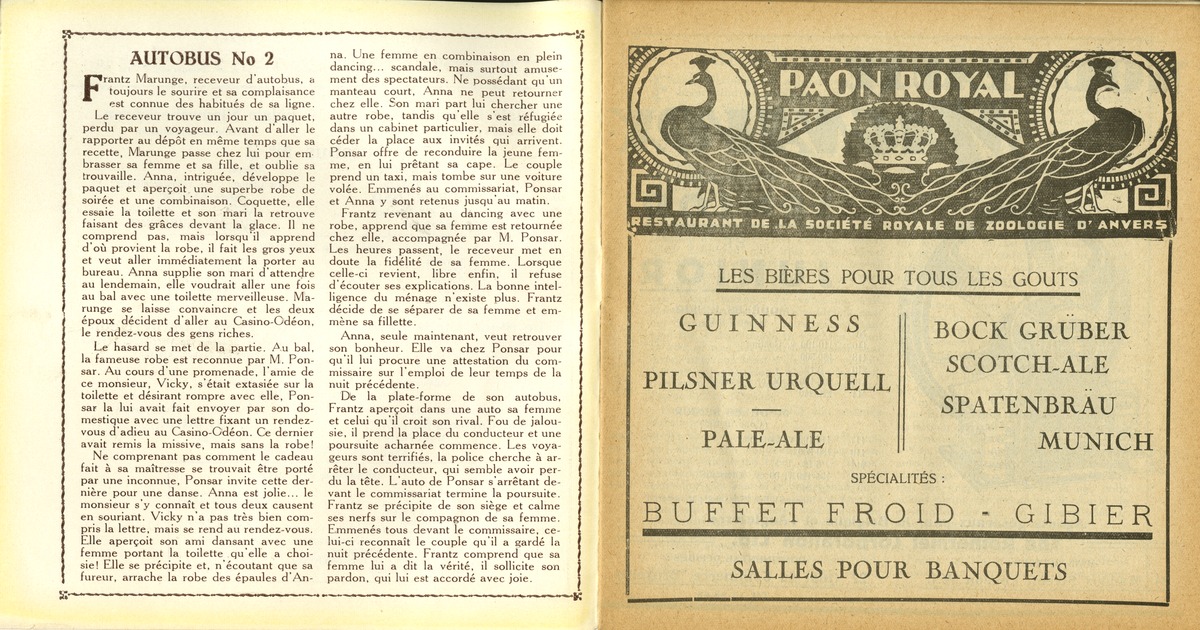 AUTOBUS No 2
Frantz Marunge, receveur d'autobus, a
toujours le sourire et sa complaisance
est connue des habitués de sa ligne.
Le receveur trouve un jour un paquet,
perdu par un voyageur. Avant d'aller le
rapporter au dépôt en même temps que sa
recette, Marunge passe chez lui pour em-
brasser sa femme et sa fille, et oublie sa
trouvaille. Anna, intriguée, développe le
paquet et aperçoit une superbe robe de
soirée et une combinaison. Coquette, elle
essaie la toilette et son mari la retrouve
faisant des grâces devant la glace. Il ne
comprend pas, mais lorsqu'il apprend
d'où provient la robe, il fait les gros yeux
et veut aller immédiatement la porter au
bureau. Anna supplie son mari d'attendre
au lendemain, elle voudrait aller une fois
au bal avec une toilette merveilleuse. Ma-
runge se laisse convaincre et les deux
époux décident d'aller au Casino-Odéon,
le rendez-vous des gens riches.
Le hasard se met de la partie. Au bal,
la fameuse robe est reconnue par M. Pon-
sar. Au cours d'une promenade, l'amie de
ce monsieur, Vicky, s'était extasiée sur la
toilette et désirant rompre avec elle, Pon-
sar la lui avait fait envoyer par son do-
mestique avec une lettre fixant un rendez-
vous d'adieu au Casino-Odéon. Ce dernier
avait remis la missive, mais sans la robe!
Ne comprenant pas comment le cadeau
fait à sa maîtresse se trouvait être porté
par une inconnue, Ponsar invite cette der-
nière pour une danse. Anna est jolie... le
monsieur s'y connaît et tous deux causent
en souriant. Vicky n'a pas très bien com-
pris la lettre, mais se rend au rendez-vous.
Elle aperçoit son ami dansant avec une
femme portant la toilette qu'elle a choi-
sie! Elle se précipite et, n'écoutant que sa
fureur, arrache la robe des épaules d'An-
na. Une femme en combinaison en plein
dancing... scandale, mais surtout amuse-
ment des spectateurs. Ne possédant qu'un
manteau court, Anna ne peut retourner
chez elle. Son mari part lui chercher une
autre robe, tandis qu'elle s'est réfugiée
dans un cabinet particulier, mais elle doit
céder la place aux invités qui arrivent.
Ponsar offre de reconduire la jeune fem-
me, en lui prêtant sa cape. Le couple
prend un taxi, mais tombe sur une voiture
volée. Emmenés au commissariat, Ponsar
et Anna y sont retenus jusqu'au matin.
Frantz revenant au dancing avec une
robe, apprend que sa femme est retournée
chez elle, accompagnée par M. Ponsar.
Les heures passent, le receveur met en
doute la fidélité de sa femme. Lorsque
celle-ci revient, libre enfin, il refuse
d'écouter ses explications. La bonne intel-
ligence du ménage n'existe plus. Frantz
décide de se séparer de sa femme et em-
mène sa fillette.
Anna, seule maintenant, veut retrouver
son bonheur. Elle va chez Ponsar pour
qu'il lui procure une attestation du com-
missaire sur l'emploi de leur temps de la
nuit précédente.
De la plate-forme de son autobus,
Frantz aperçoit dans une auto sa femme
et celui qu'il croit son rival. Fou de jalou-
sie, il prend la place du conducteur et une
poursuite acharnée commence. Les voya-
geurs sont terrifiés, la police cherche à ar-
rêter le conducteur, qui semble avoir per-
du la tête. L'auto de Ponsar s'arrêtant de-
vant le commissariat termine la poursuite.
Frantz se précipite de son siège et calme
ses nerfs sur le compagnon de sa femme.
Emmenés tous devant le commissaire, ce-
lui-ci reconnaît le couple qu'il a gardé la
nuit précédente. Frantz comprend que sa
femme lui a dit la vérité, il sollicite son
pardon, qui lui est accordé avec joie.
PAON ROYAL
RESTAURANT DE LA SOCIÉTÉ ROYALE DE ZOOLOGIE D'ANVERS
LES BIÈRES POUR TOUS LES GOUTS
GUINNESS
PILSNER URQUELL
—
PALE-ALE
BOCK GRÜBER
SCOTCH-ALE
SPATENBRÄU
MUNICH
SPÉCIALITÉS :
BUFFET FROID - GIBIER
SALLES POUR BANQUETS